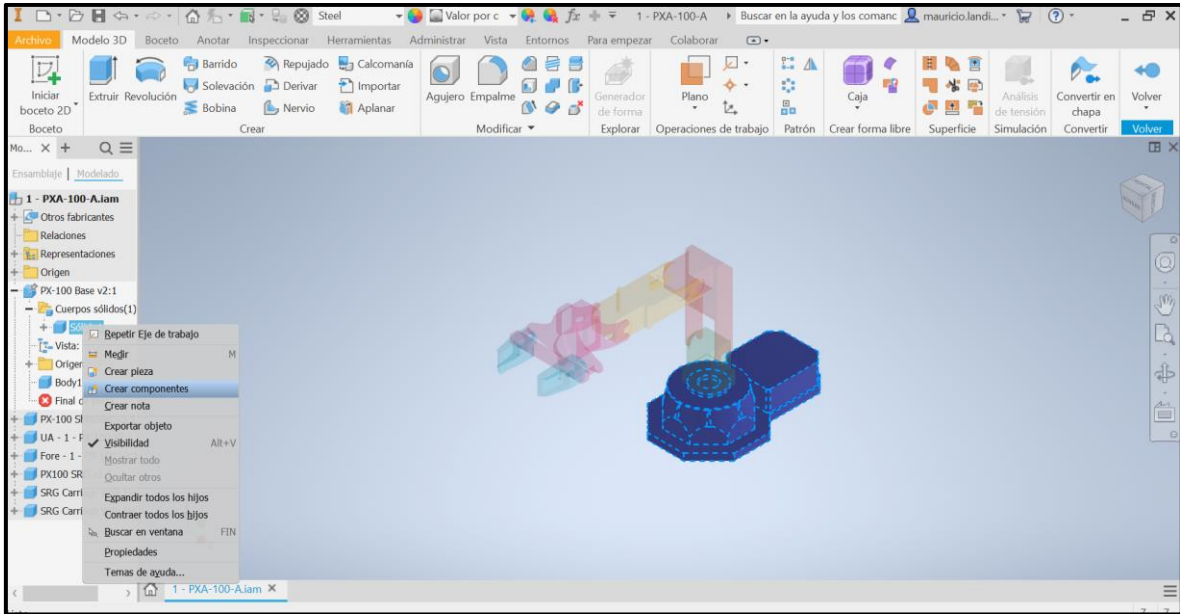 Steel
Valor por c
fx
1 - PXA-100-A
Buscar en la ayuda y los comanc
mauricio.landi...
Archivo Modelo 3D Boceto Anotar Inspeccionar Herramientas Administrar Vista Entornos Para empezar Colaborar
Iniciar
boceto 2D
Extruir
Revolución
Barrido
Solevación
Bobina
Repujado
Derivar
Nervio
Calcomanía
Importar
Aplanar
Agujero
Empalme
Generador
de forma
Plano
Caja
Análisis
de tensión
Convertir en
chapa
Volver
Boceto Crear Modificar Explorar Operaciones de trabajo Patrón Crear forma libre Superficie Simulación Convertir Volver
Mo...
Ensamblaje | Modelado
1 - PXA-100-A.iam
Otros fabricantes
Relaciones
Representaciones
Origen
PX-100 Base v2:1
Cuerpos sólidos(1)
Vista:
Origen
Body1
Final d
PX-100 S
UA - 1 -
Fore - 1 -
PX100 SR
SRG Carri
SRG Carri
Repetir Eje de trabajo
Medir M
Crear pieza
Crear componentes
Crear nota
Exportar objeto
Visibilidad Alt+V
Mostrar todo
Ocultar otros
Expandir todos los hijos
Contraer todos los hijos
Buscar en ventana FIN
Propiedades
Temas de ayuda...
1 - PXA-100-A.iam